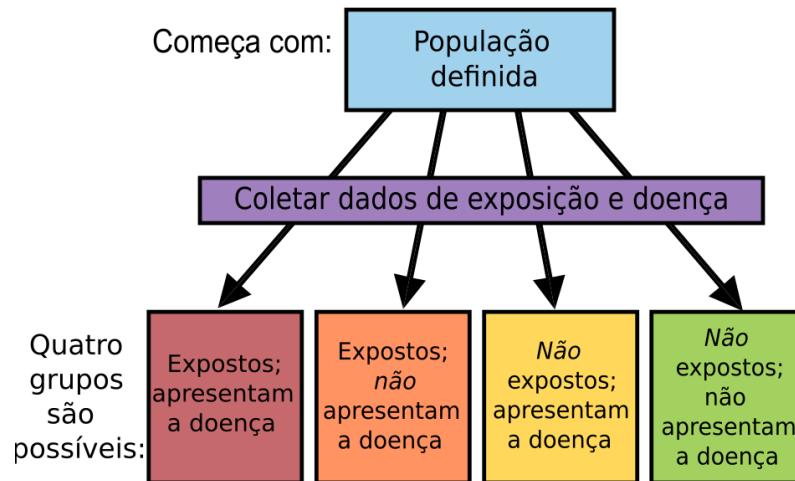 Começa com:
População
definida
Coletar dados de exposição e doença
Quatro
grupos
são
possíveis:
Expostos;
apresentam
a doença
Expostos;
não
apresentam
a doença
Não
expostos;
apresentam
a doença
Não
expostos;
não
apresentam
a doença